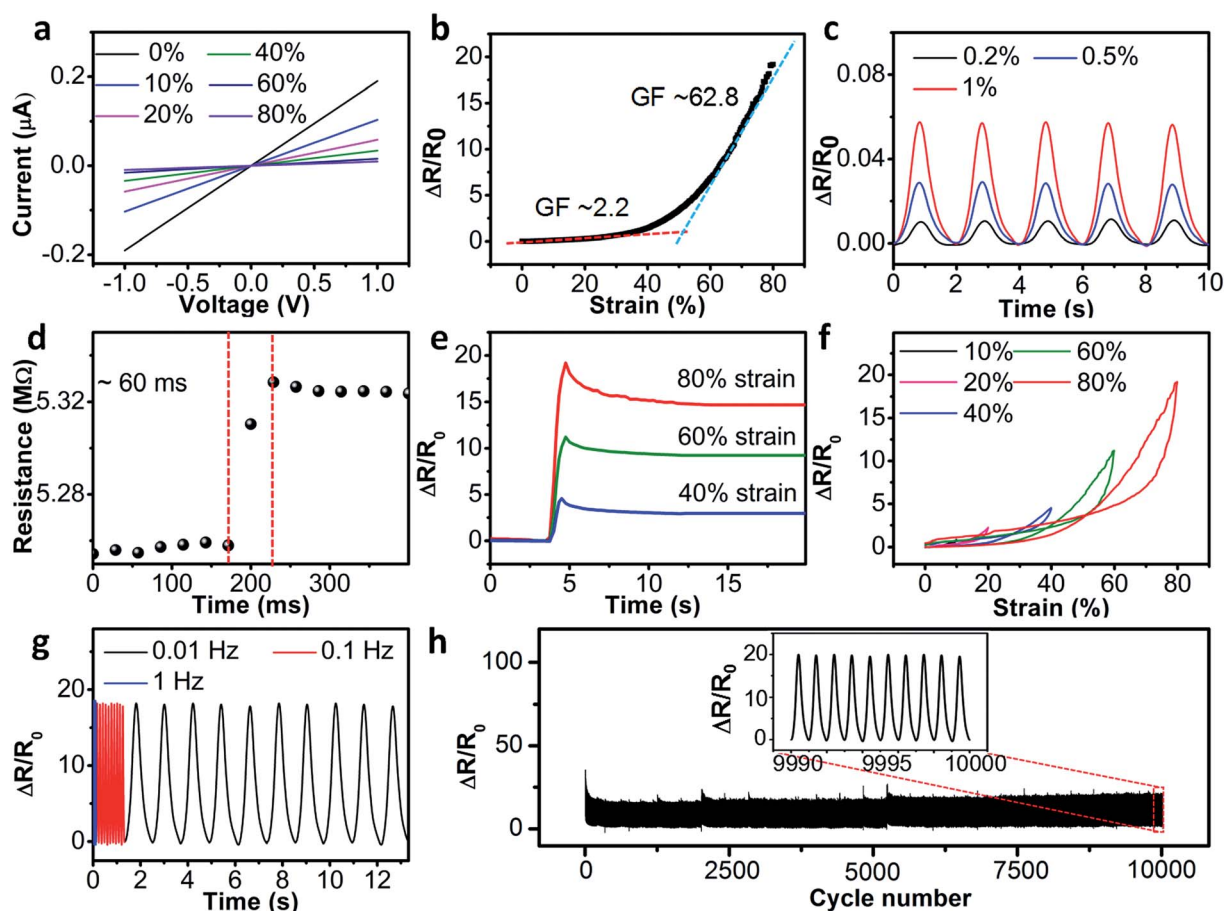 a
0% 40%
10% 60%
20% 80%
0.2
0.0
-0.2
Current (μA)
-1.0 -0.5 0.0 0.5 1.0
Voltage (V)
b
GF ~62.8
GF ~2.2
20
15
10
5
0
ΔR/R0
0 20 40 60 80
Strain (%)
c
0.2% 0.5%
1%
0.08
0.04
0.00
ΔR/R0
0 2 4 6 8 10
Time (s)
d
~ 60 ms
5.32
5.28
Resistance (MΩ)
0 100 200 300
Time (ms)
e
80% strain
60% strain
40% strain
20
15
10
5
0
ΔR/R0
0 5 10 15
Time (s)
f
10% 60%
20% 80%
40%
20
15
10
5
0
ΔR/R0
0 20 40 60 80
Strain (%)
g
0.01 Hz 0.1 Hz
1 Hz
20
10
0
ΔR/R0
0 2 4 6 8 10 12
Time (s)
h
100
50
0
ΔR/R0
20
10
0
ΔR/R0
9990 9995 10000
0 2500 5000 7500 10000
Cycle number